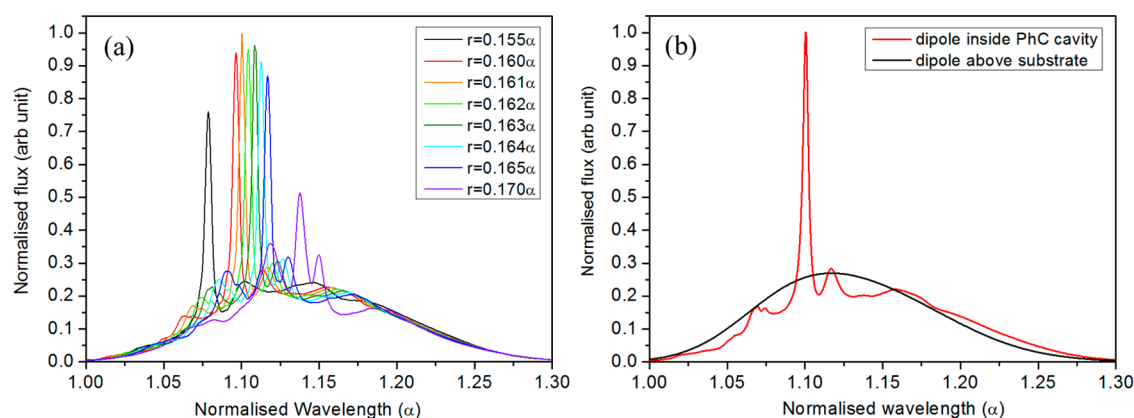 (a)
r=0.155α
r=0.160α
r=0.161α
r=0.162α
r=0.163α
r=0.164α
r=0.165α
r=0.170α
Normalised flux (arb unit)
1.0
0.9
0.8
0.7
0.6
0.5
0.4
0.3
0.2
0.1
0.0
1.00 1.05 1.10 1.15 1.20 1.25 1.30
Normalised Wavelength (α)
(b)
dipole inside PhC cavity
dipole above substrate
Normalised flux (arb unit)
1.0
0.9
0.8
0.7
0.6
0.5
0.4
0.3
0.2
0.1
0.0
1.00 1.05 1.10 1.15 1.20 1.25 1.30
Normalised wavelength (α)